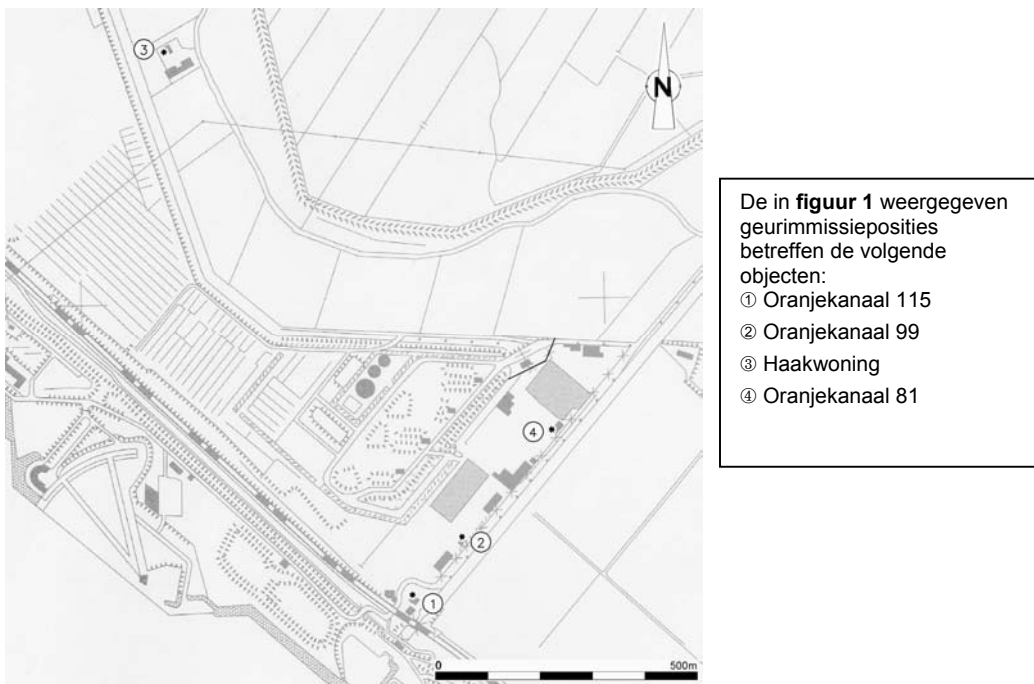 3
N
4
2
1
0 500m
De in figuur 1 weergegeven
geurimmissieposities
betreffen de volgende
objecten:
① Oranjekanaal 115
② Oranjekanaal 99
③ Haakwoning
④ Oranjekanaal 81